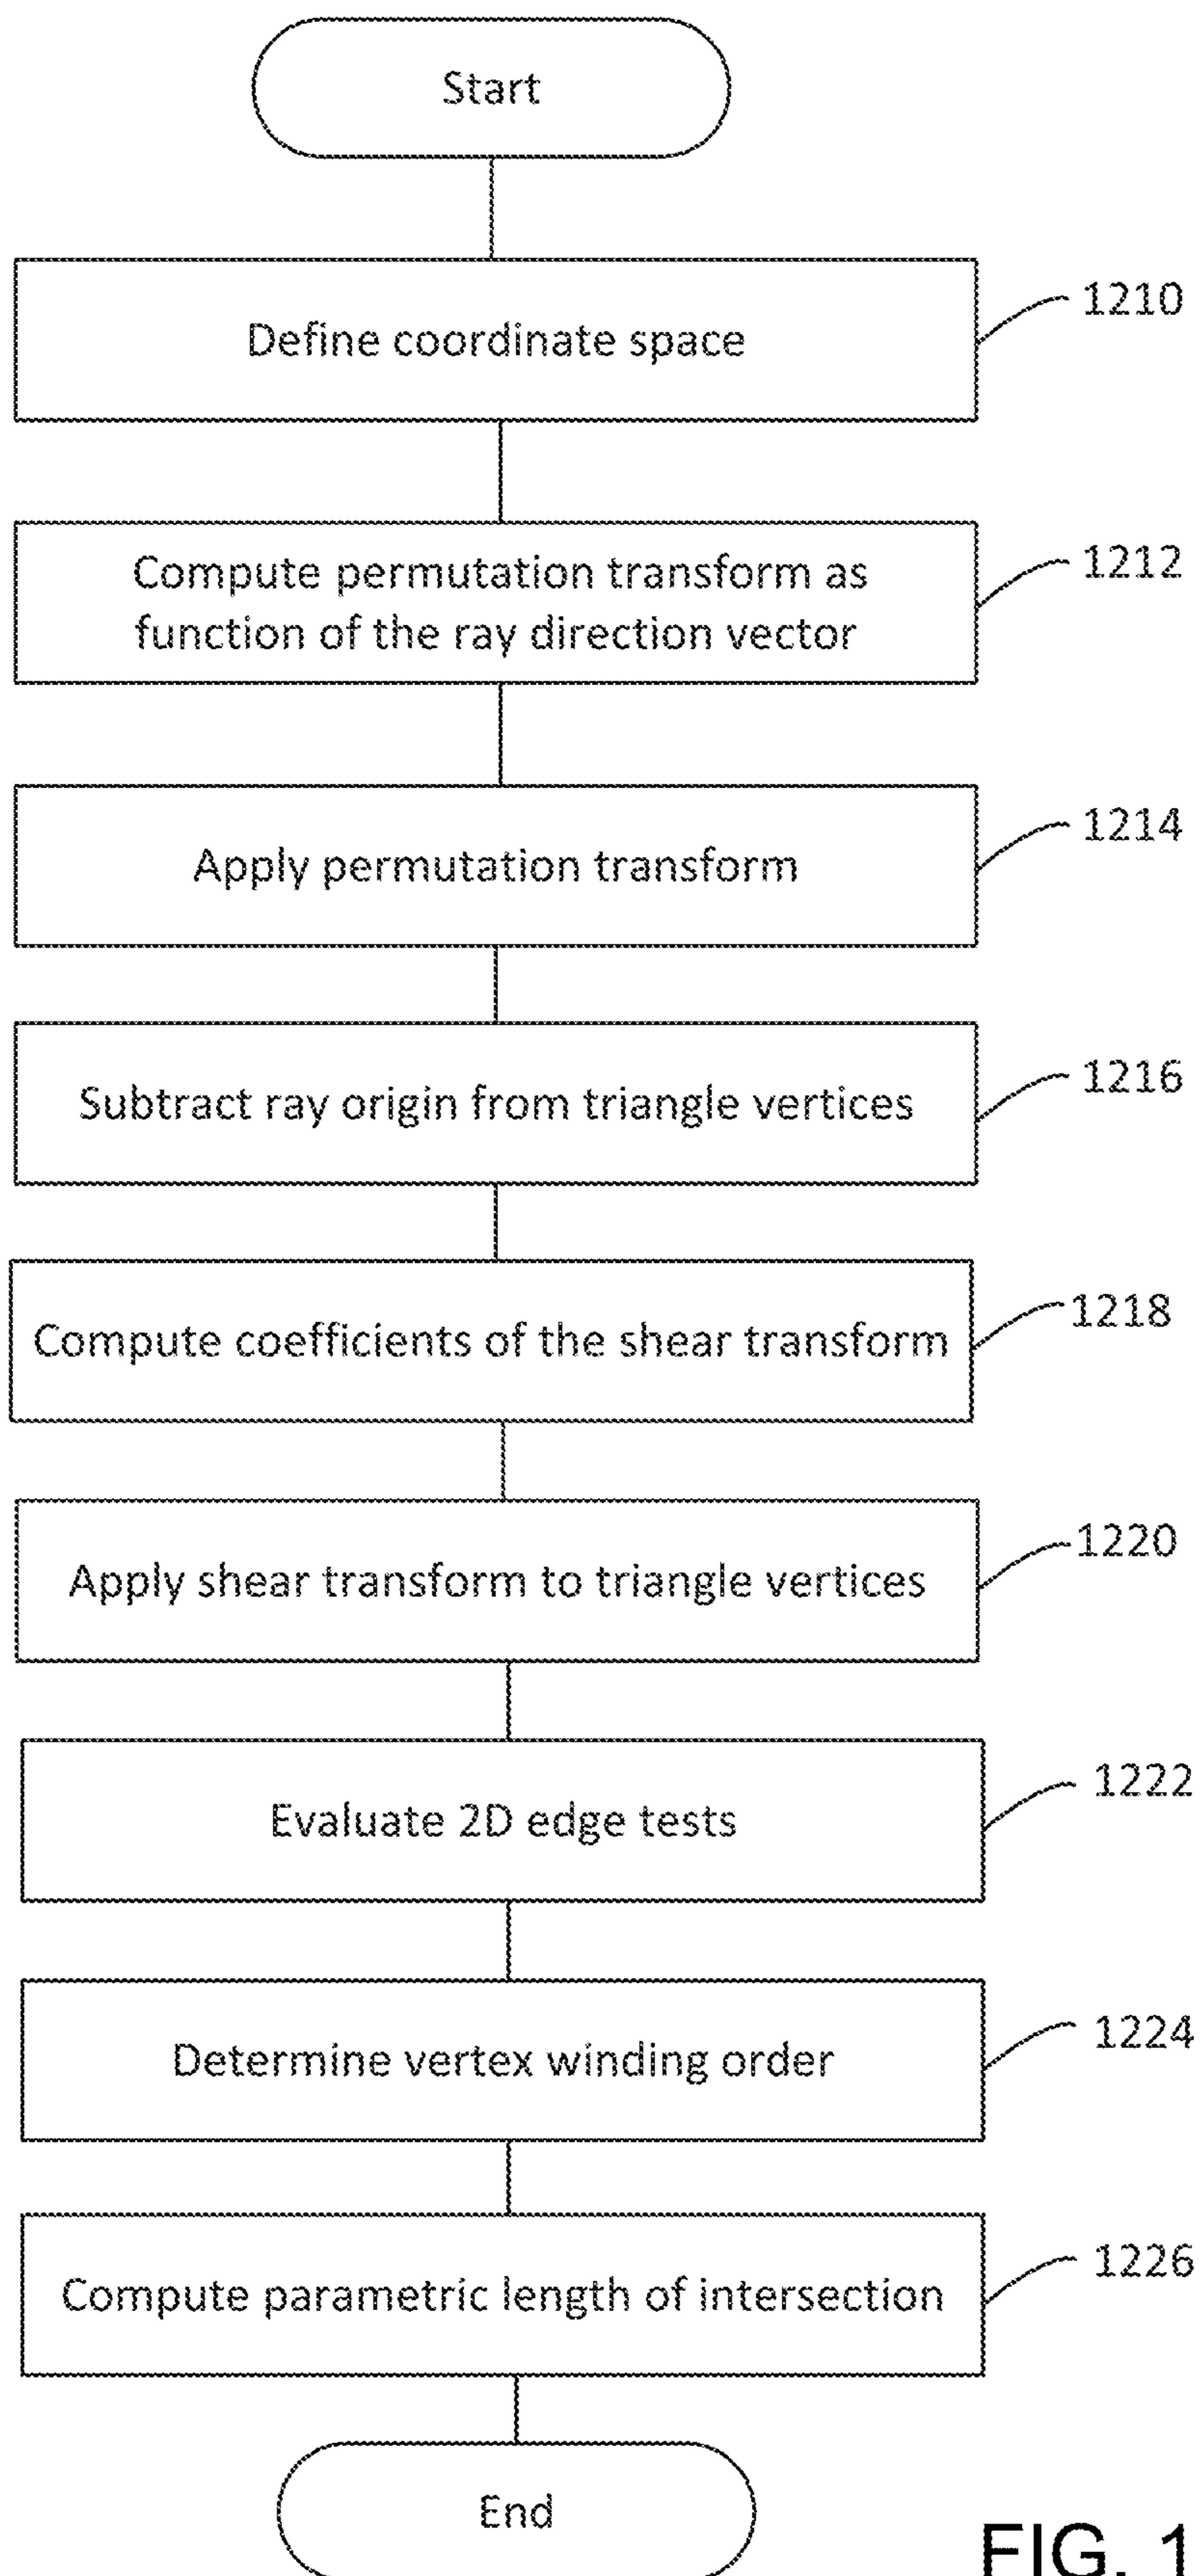 Start
Define coordinate space
1210
Compute permutation transform as
function of the ray direction vector
1212
Apply permutation transform
1214
Subtract ray origin from triangle vertices
1216
Compute coefficients of the shear transform
1218
Apply shear transform to triangle vertices
1220
Evaluate 2D edge tests
1222
Determine vertex winding order
1224
Compute parametric length of intersection
1226
End
FIG. 1